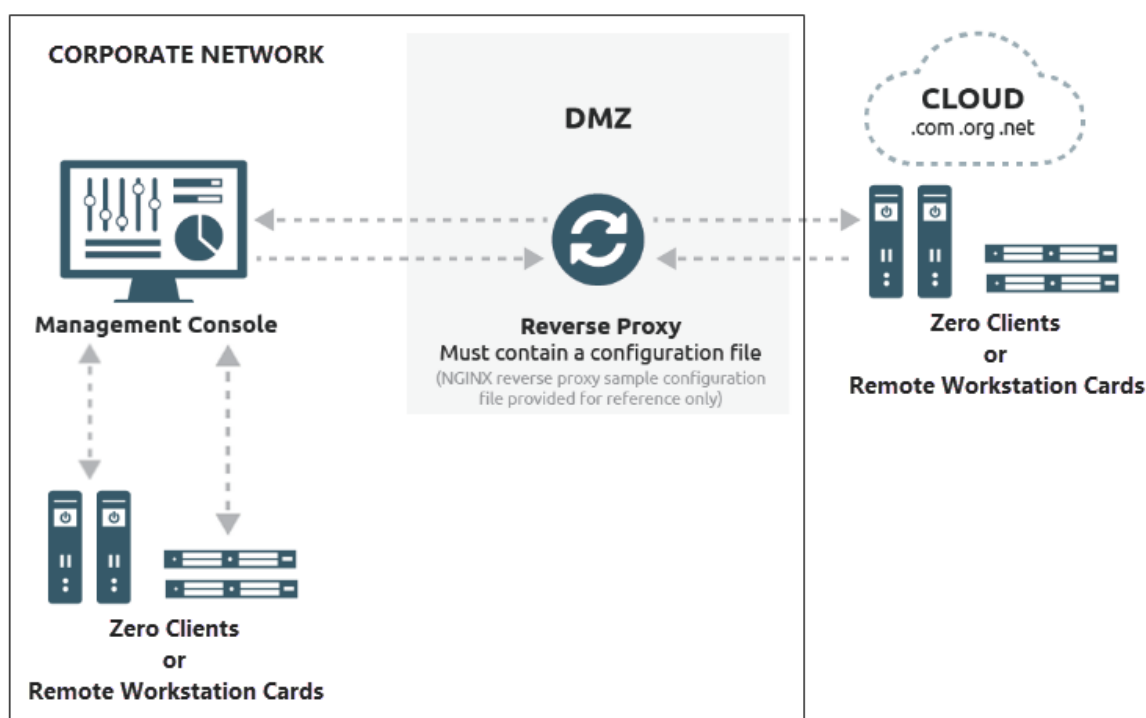 CORPORATE NETWORK
DMZ
CLOUD
.com .org .net
Management Console
Reverse Proxy
Must contain a configuration file
(NGINX reverse proxy sample configuration
file provided for reference only)
Zero Clients
or
Remote Workstation Cards
Zero Clients
or
Remote Workstation Cards